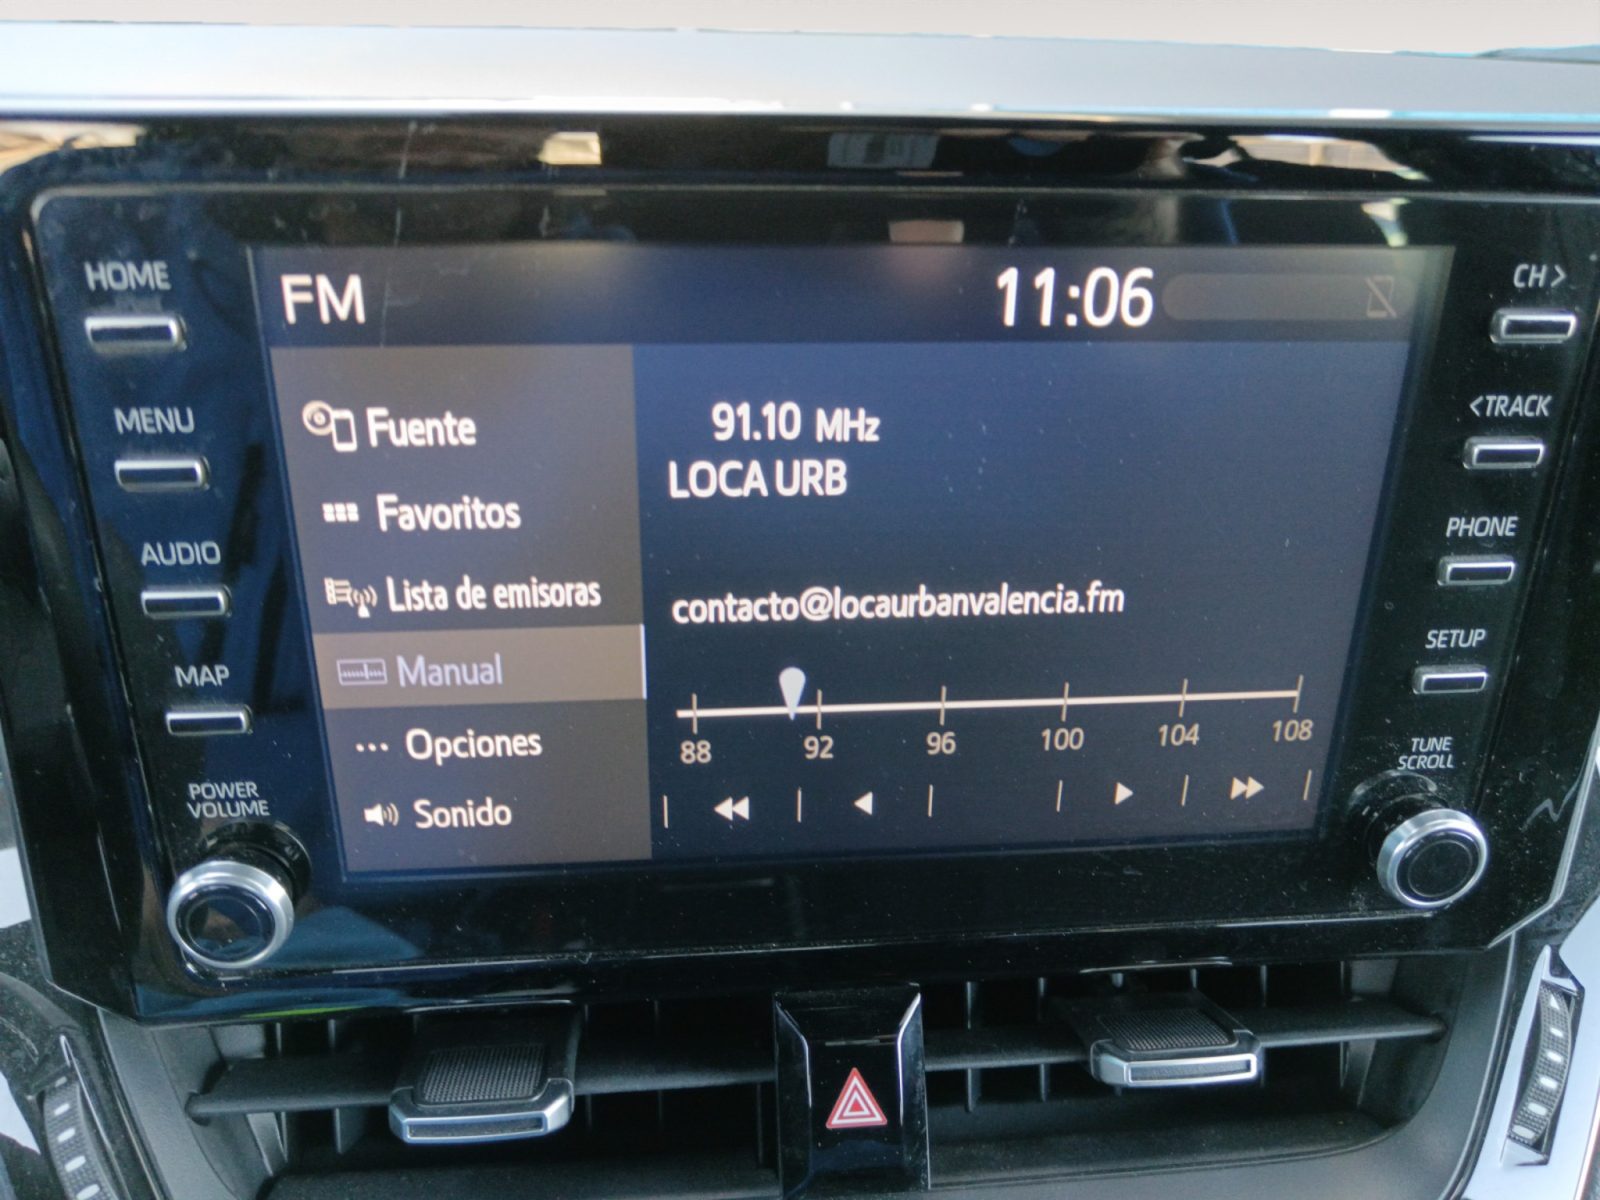 HOME
MENU
AUDIO
MAP
POWER
VOLUME
FM
11:06
Fuente
Favoritos
Lista de emisoras
Manual
Opciones
Sonido
91.10 MHz
LOCA URB
contacto@locaurbanvalencia.fm
88 92 96 100 104 108
CH >
<TRACK
PHONE
SETUP
TUNE
SCROLL